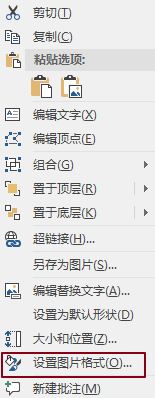 剪切(T)
复制(C)
粘贴选项:
编辑文字(X)
编辑顶点(E)
组合(G)
置于顶层(R)
置于底层(K)
超链接(H)...
另存为图片(S)...
编辑替换文字(A)...
设置为默认形状(D)
大小和位置(Z)...
设置图片格式(O)...
新建批注(M)